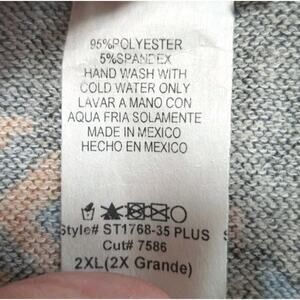 95%POLYESTER
5%SPANDEX
HAND WASH WITH
COLD WATER ONLY
LAVAR A MANO CON
AQUA FRIA SOLAMENTE
MADE IN MEXICO
HECHO EN MEXICO
Style# ST1768-35 PLUS
Cut# 7586
2XL(2X Grande)